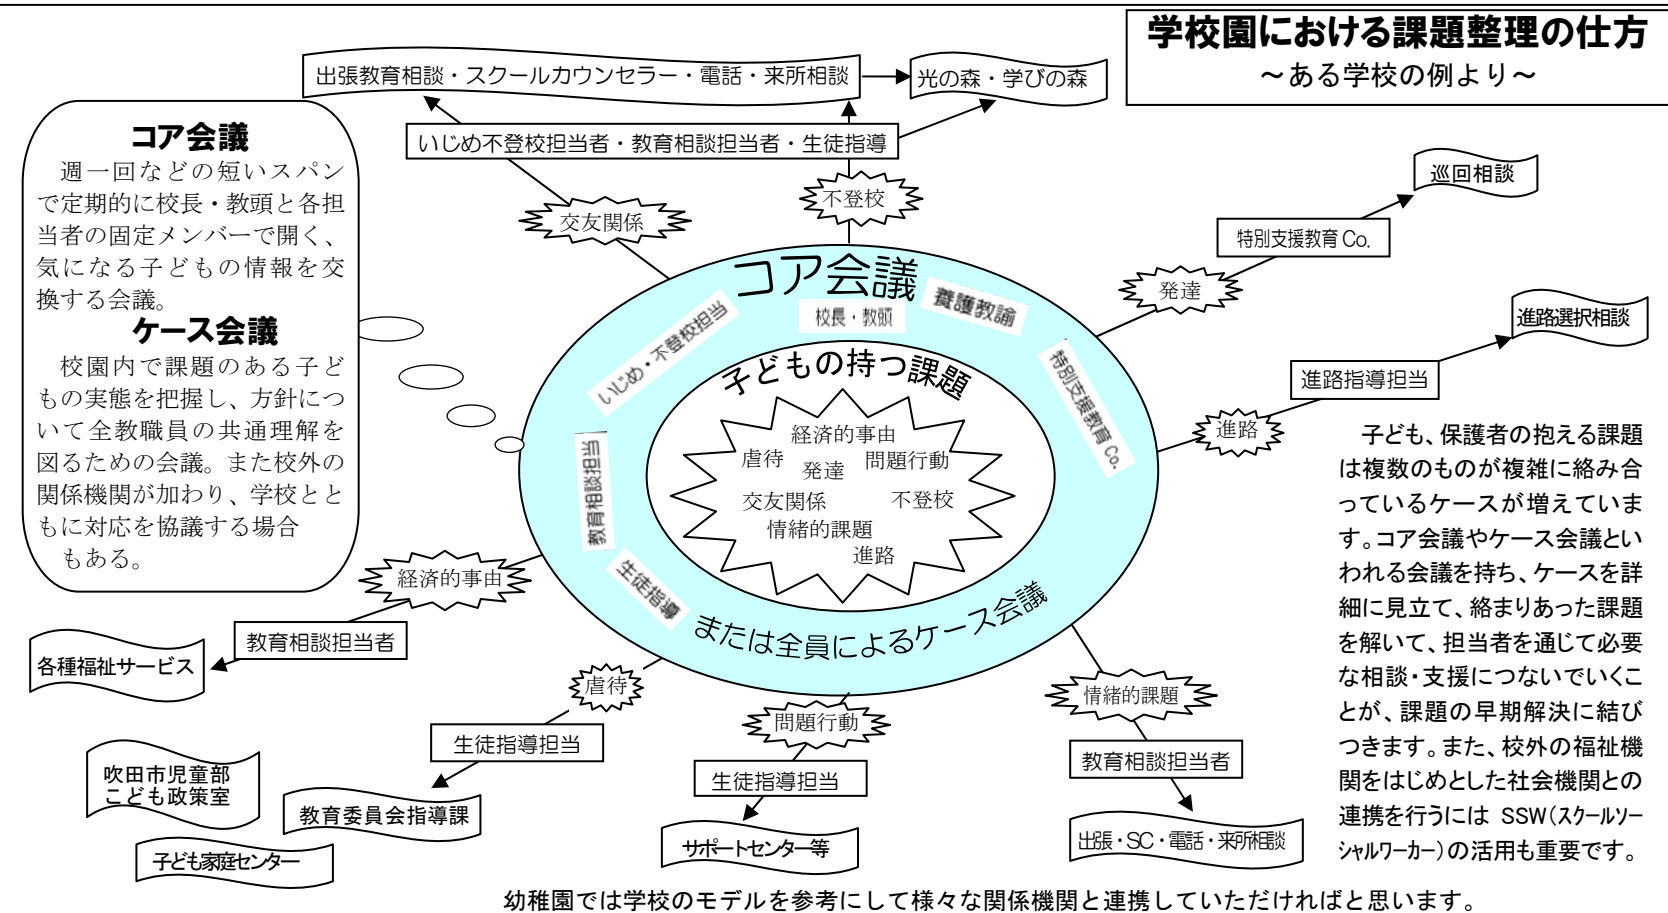 学校園における課題整理の仕方
～ある学校の例より～
出張教育相談・スクールカウンセラー・電話・来所相談
光の森・学びの森
いじめ不登校担当者・教育相談担当者・生徒指導
コア会議
週一回などの短いスパン
で定期的に校長・教頭と各担
当者の固定メンバーで開く、
気になる子どもの情報を交
換する会議。
ケース会議
校園内で課題のある子ど
もの実態を把握し、方針につ
いて全教職員の共通理解を
図るための会議。また校外の
関係機関が加わり、学校とと
もに対応を協議する場合
もある。
交友関係
不登校
巡回相談
特別支援教育 Co.
発達
進路選択相談
進路指導担当
進路
コア会議
校長・教頭
養護教諭
いじめ・不登校担当
特別支援教育 Co.
教育相談担当
生徒指導
子どもの持つ課題
経済的事由
虐待
発達
問題行動
交友関係
不登校
情緒的課題
進路
または全員によるケース会議
経済的事由
教育相談担当者
各種福祉サービス
虐待
生徒指導担当
教育委員会指導課
吹田市児童部
こども政策室
子ども家庭センター
問題行動
生徒指導担当
サポートセンター等
情緒的課題
教育相談担当者
出張・SC・電話・来所相談
子ども、保護者の抱える課題
は複数のものが複雑に絡み合
っているケースが増えていま
す。コア会議やケース会議とい
われる会議を持ち、ケースを詳
細に見立て、絡まりあった課題
を解いて、担当者を通じて必要
な相談・支援につないでいくこ
とが、課題の早期解決に結び
つきます。また、校外の福祉機
関をはじめとした社会機関との
連携を行うには SSW（スクールソー
シャルワーカー）の活用も重要です。
幼稚園では学校のモデルを参考にして様々な関係機関と連携していただければと思います。